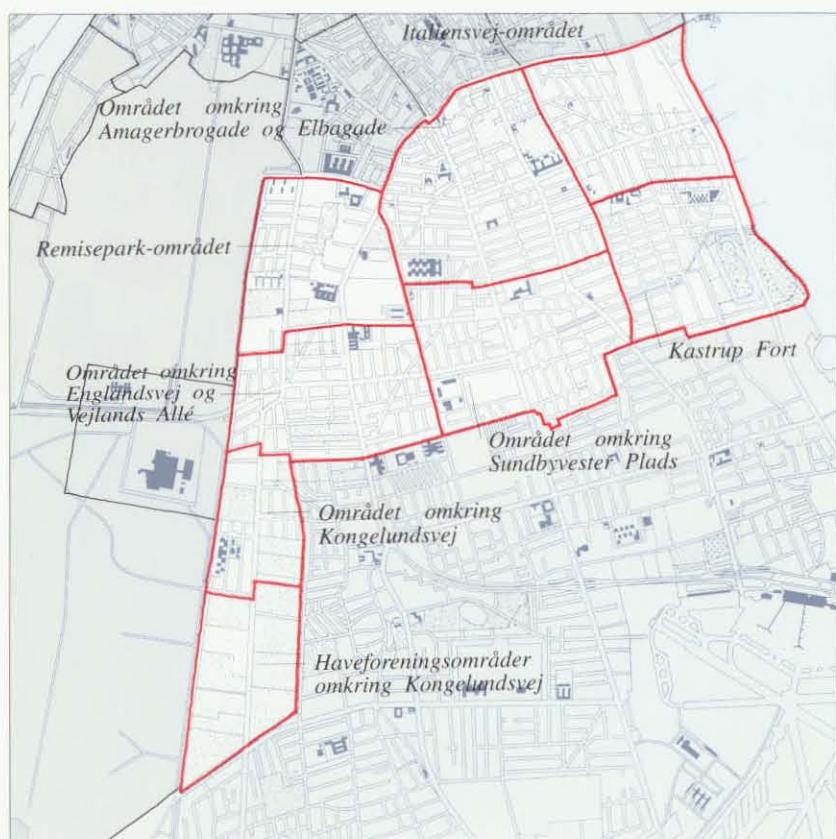 Italiensvej-området
Området omkring
Amagerbrogade og Elbagade
Remisepark-området
Kastrup Fort
Området omkring
Englandsvej og
Vejlands Allé
Området omkring
Sundbyvester Plads
Området omkring
Kongelundsvej
Haveforeningsområder
omkring Kongelundsvej